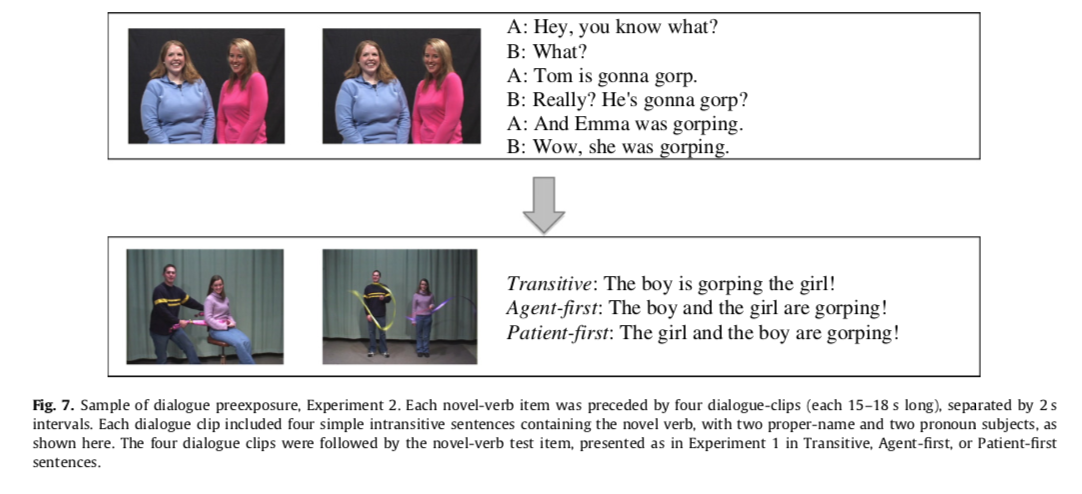 A: Hey, you know what?
B: What?
A: Tom is gonna gorp.
B: Really? He's gonna gorp?
A: And Emma was gorping.
B: Wow, she was gorping.
Transitive: The boy is gorping the girl!
Agent-first: The boy and the girl are gorping!
Patient-first: The girl and the boy are gorping!
Fig. 7. Sample of dialogue preexposure, Experiment 2. Each novel-verb item was preceded by four dialogue-clips (each 15–18 s long), separated by 2 s
intervals. Each dialogue clip included four simple intransitive sentences containing the novel verb, with two proper-name and two pronoun subjects, as
shown here. The four dialogue clips were followed by the novel-verb test item, presented as in Experiment 1 in Transitive, Agent-first, or Patient-first
sentences.